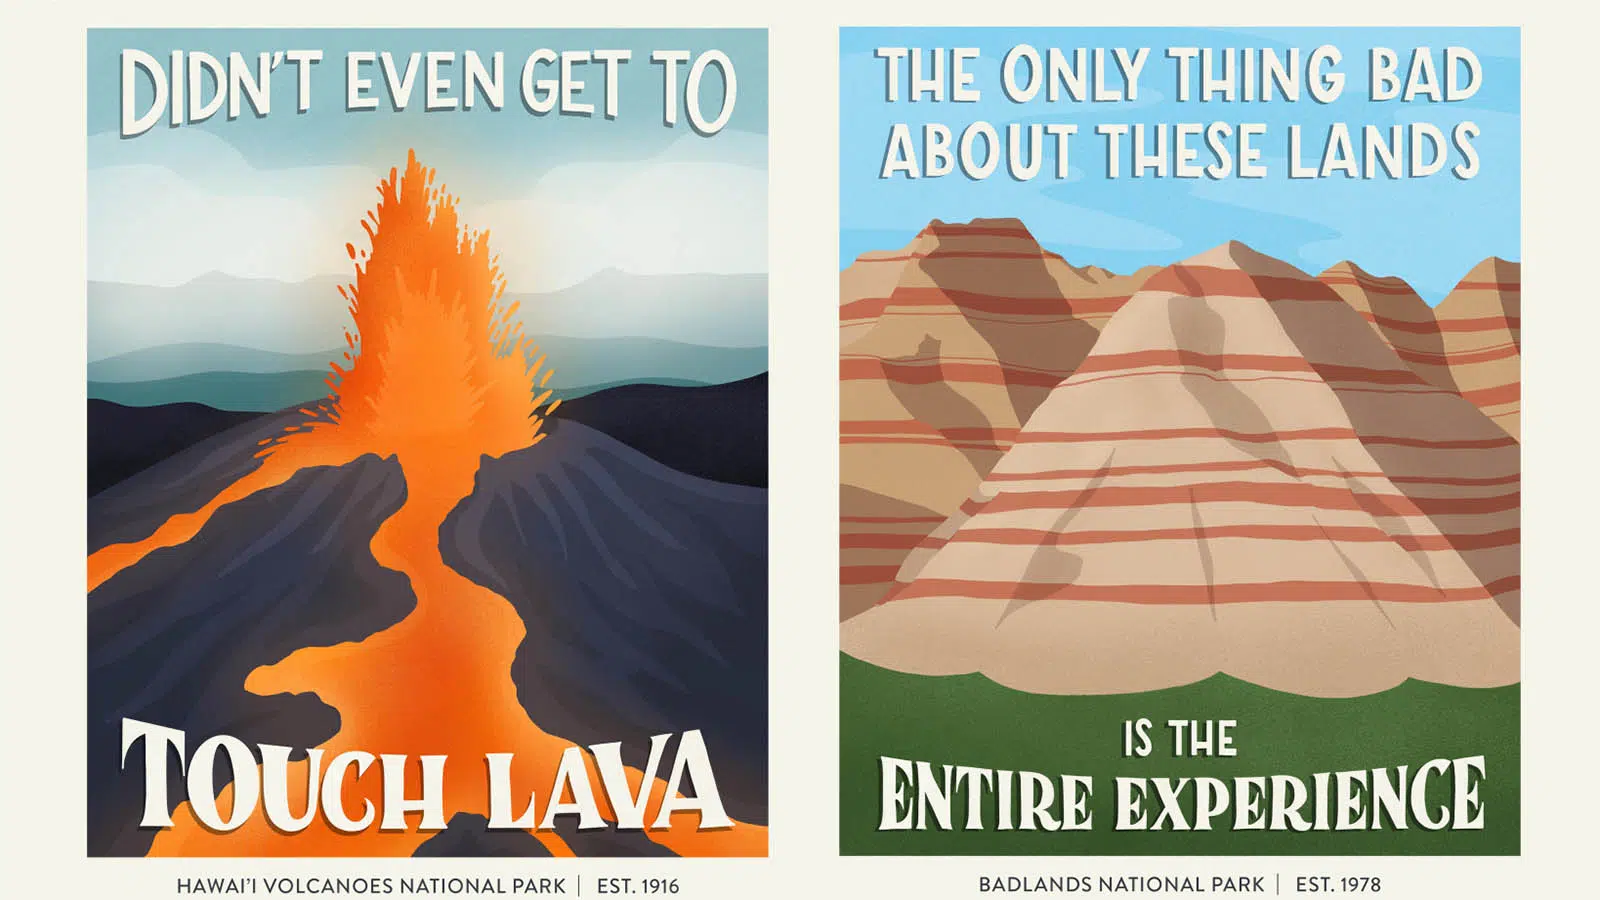 DIDN'T EVEN GET TO
TOUCH LAVA
HAWAI'I VOLCANOES NATIONAL PARK | EST. 1916
THE ONLY THING BAD
ABOUT THESE LANDS
IS THE
ENTIRE EXPERIENCE
BADLANDS NATIONAL PARK | EST. 1978